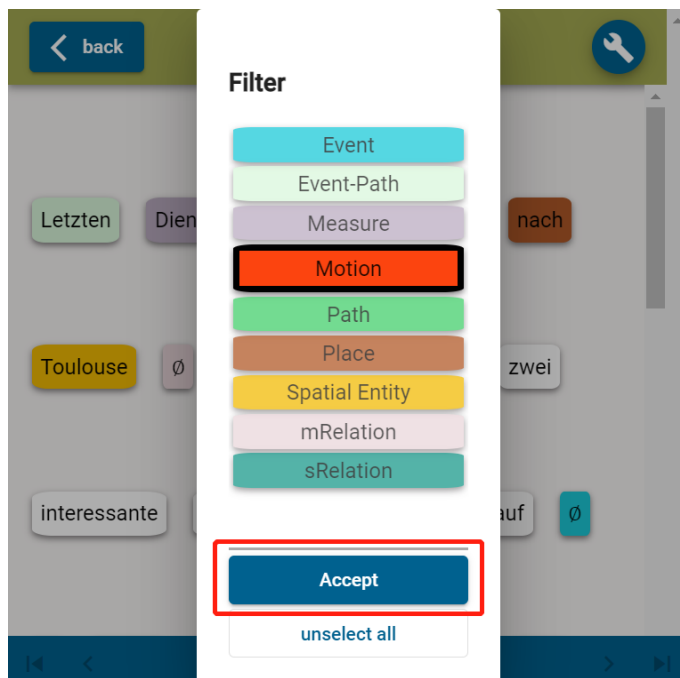 back
Filter
Event
Event-Path
Letzten Dien Measure nach
Motion
Path
Toulouse Ø Place zwei
Spatial Entity
mRelation
sRelation
interessante auf Ø
Accept
unselect all